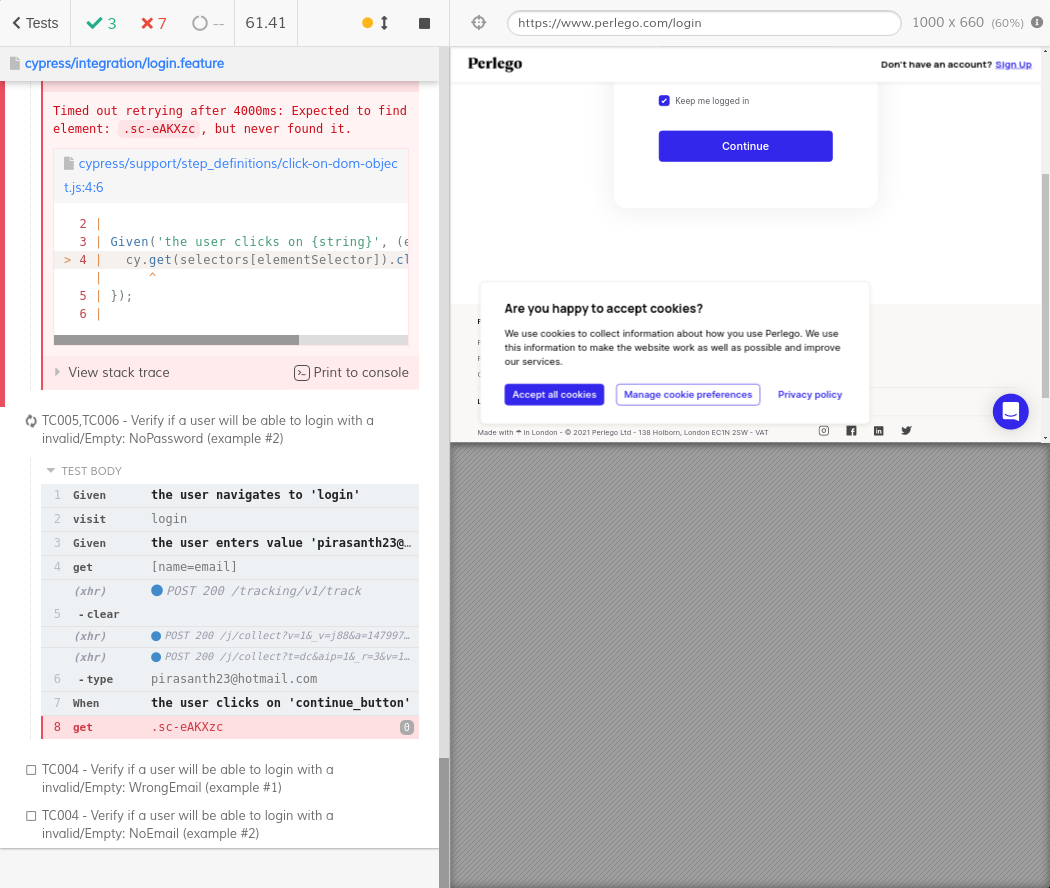 Tests
3
7
--
61.41
https://www.perlego.com/login
1000 x 660 (60%)
cypress/integration/login.feature
Timed out retrying after 4000ms: Expected to find
element: .sc-eAKXzc, but never found it.
cypress/support/step_definitions/click-on-dom-objec
t.js:4:6
2 |
3 | Given('the user clicks on {string}', (e
> 4 | cy.get(selectors[elementSelector]).cl
| ^
5 | });
6 |
View stack trace
Print to console
TC005,TC006 - Verify if a user will be able to login with a
invalid/Empty: NoPassword (example #2)
TEST BODY
1 Given the user navigates to 'login'
2 visit login
3 Given the user enters value 'pirasanth23@…
4 get [name=email]
(xhr) POST 200 /tracking/v1/track
5 -clear
(xhr) POST 200 /j/collect?v=1&_v=j88&a=147997…
(xhr) POST 200 /j/collect?t=dc&aip=1&_r=3&v=1…
6 -type pirasanth23@hotmail.com
7 When the user clicks on 'continue_button'
8 get .sc-eAKXzc 0
TC004 - Verify if a user will be able to login with a
invalid/Empty: WrongEmail (example #1)
TC004 - Verify if a user will be able to login with a
invalid/Empty: NoEmail (example #2)
Perlego
Don't have an account? Sign Up
Keep me logged in
Continue
Are you happy to accept cookies?
We use cookies to collect information about how you use Perlego. We use
this information to make the website work as well as possible and improve
our services.
Accept all cookies
Manage cookie preferences
Privacy policy
Made with ☂ in London - © 2021 Perlego Ltd - 138 Holborn, London EC1N 2SW - VAT